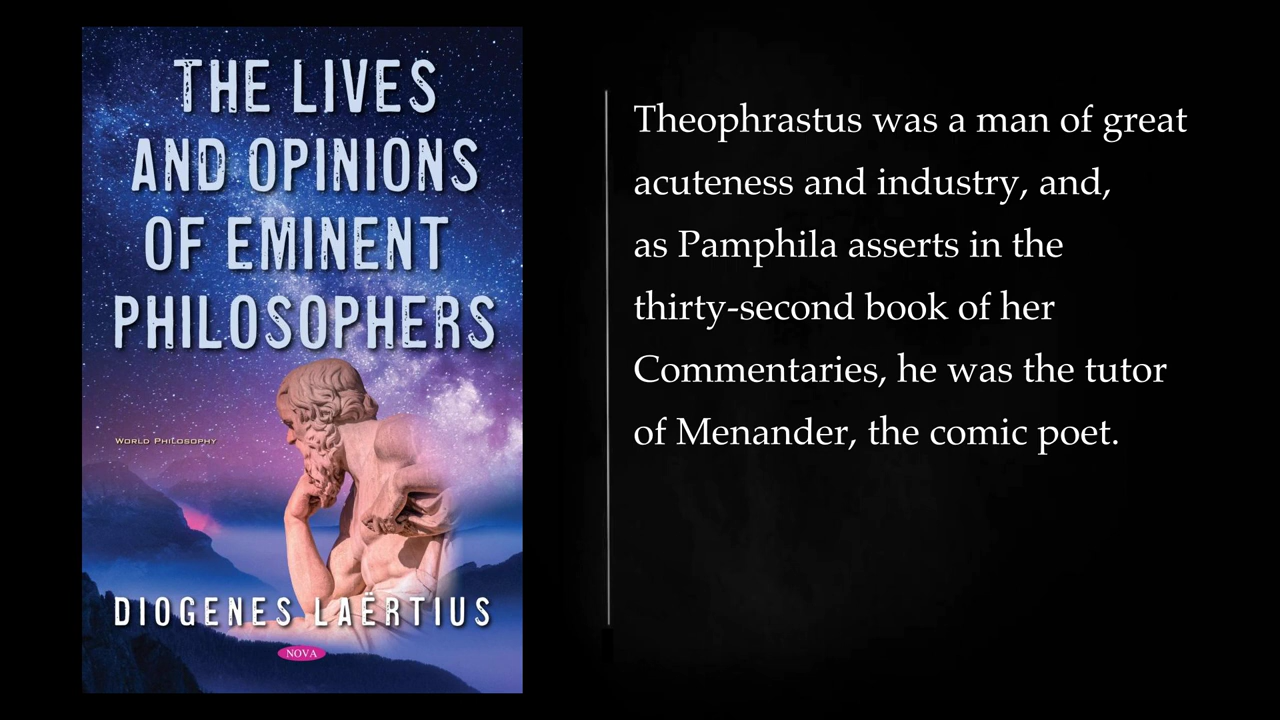 THE LIVES
AND OPINIONS
OF EMINENT
PHILOSOPHERS
WORLD PHILOSOPHY
DIOGENES LAËRTIUS
NOVA
Theophrastus was a man of great
acuteness and industry, and,
as Pamphila asserts in the
thirty-second book of her
Commentaries, he was the tutor
of Menander, the comic poet.